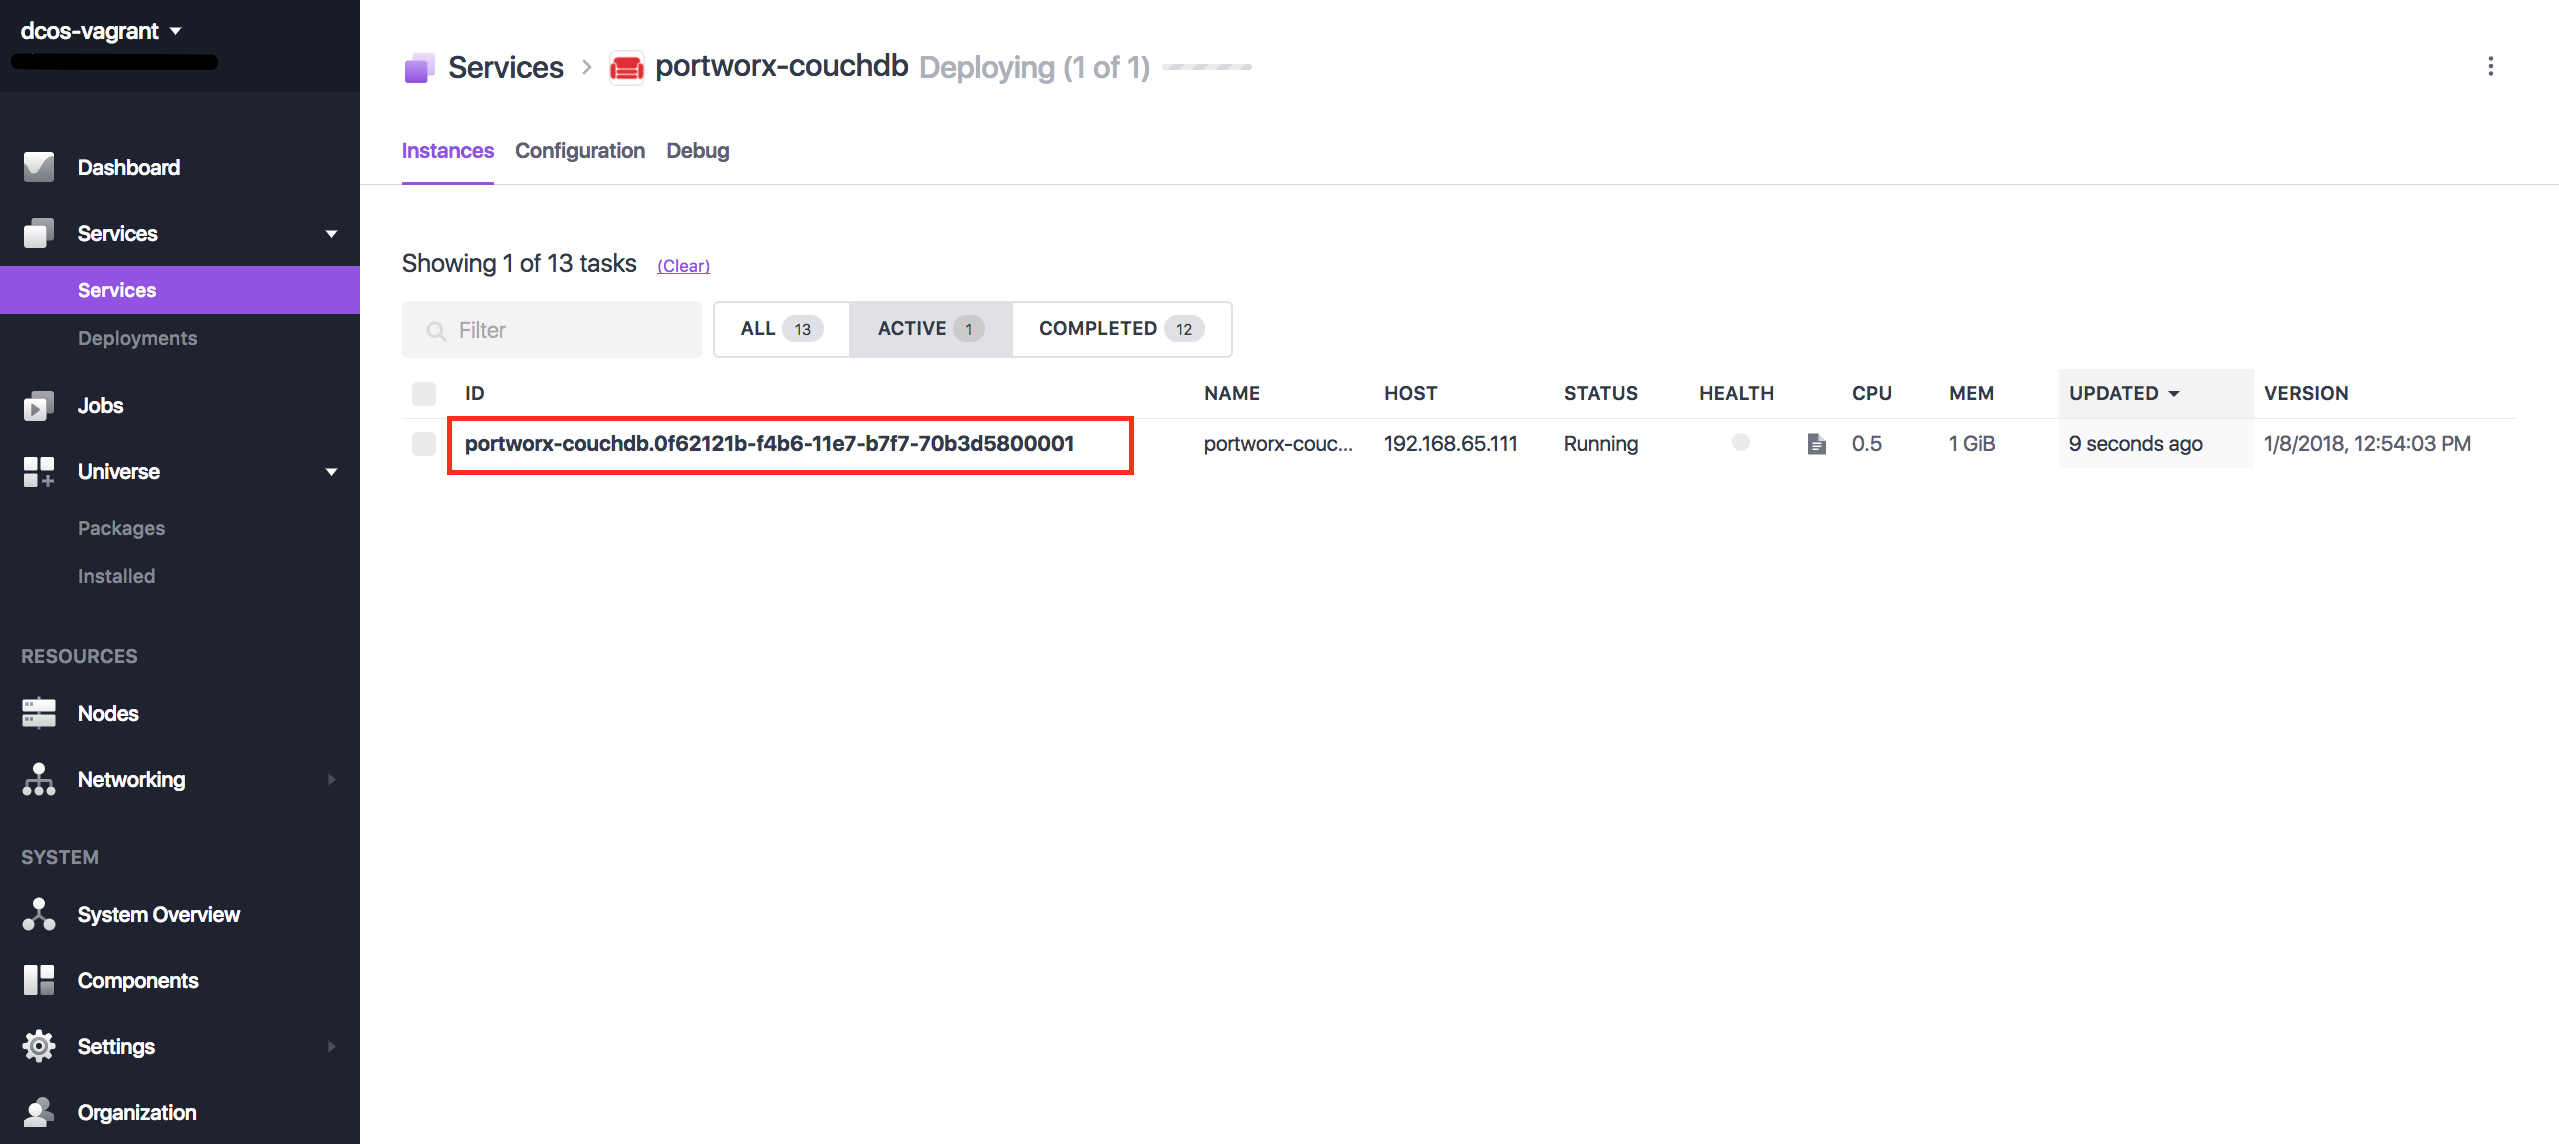 dcos-vagrant
Dashboard
Services
Services
Deployments
Jobs
Universe
Packages
Installed
RESOURCES
Nodes
Networking
SYSTEM
System Overview
Components
Settings
Organization
Services > portworx-couchdb Deploying (1 of 1)
Instances Configuration Debug
Showing 1 of 13 tasks (Clear)
Filter ALL 13 ACTIVE 1 COMPLETED 12
ID NAME HOST STATUS HEALTH CPU MEM UPDATED VERSION
portworx-couchdb.0f62121b-f4b6-11e7-b7f7-70b3d5800001 portworx-couc... 192.168.65.111 Running 0.5 1 GiB 9 seconds ago 1/8/2018, 12:54:03 PM